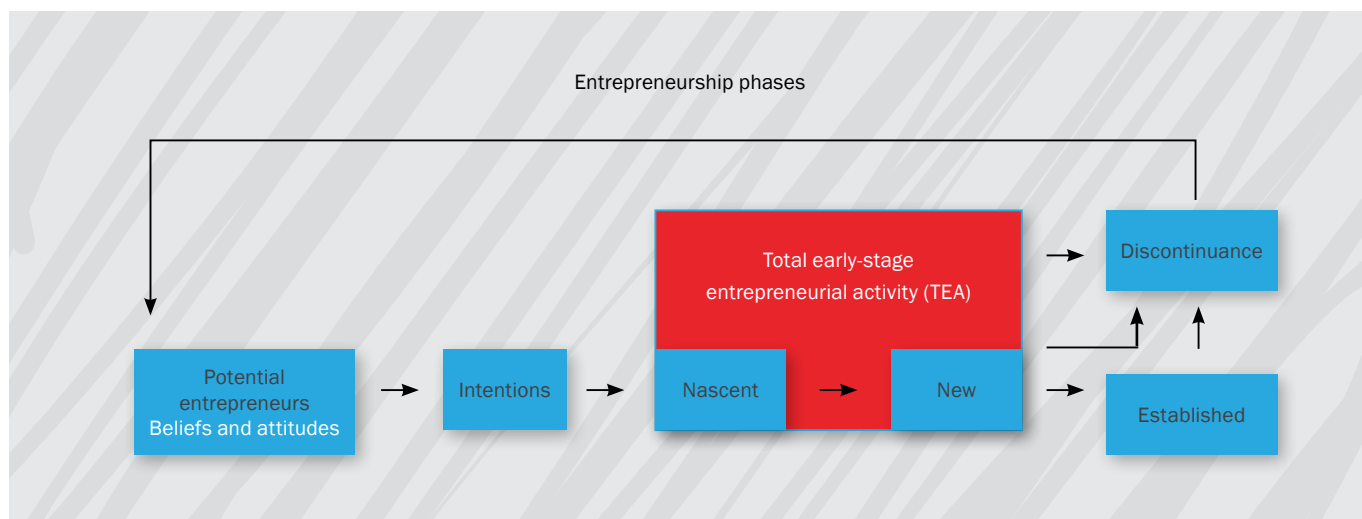 Entrepreneurship phases
Total early-stage
entrepreneurial activity (TEA)
Discontinuance
Potential
entrepreneurs
Beliefs and attitudes
Intentions
Nascent
New
Established